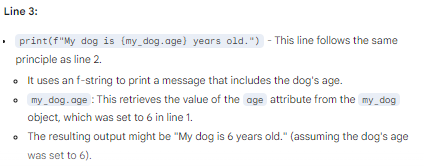 Line 3:
• print(f"My dog is {my_dog.age} years old.") - This line follows the same
principle as line 2.
o It uses an f-string to print a message that includes the dog's age.
o my_dog.age : This retrieves the value of the age attribute from the my_dog
object, which was set to 6 in line 1.
o The resulting output might be "My dog is 6 years old." (assuming the dog's age
was set to 6).